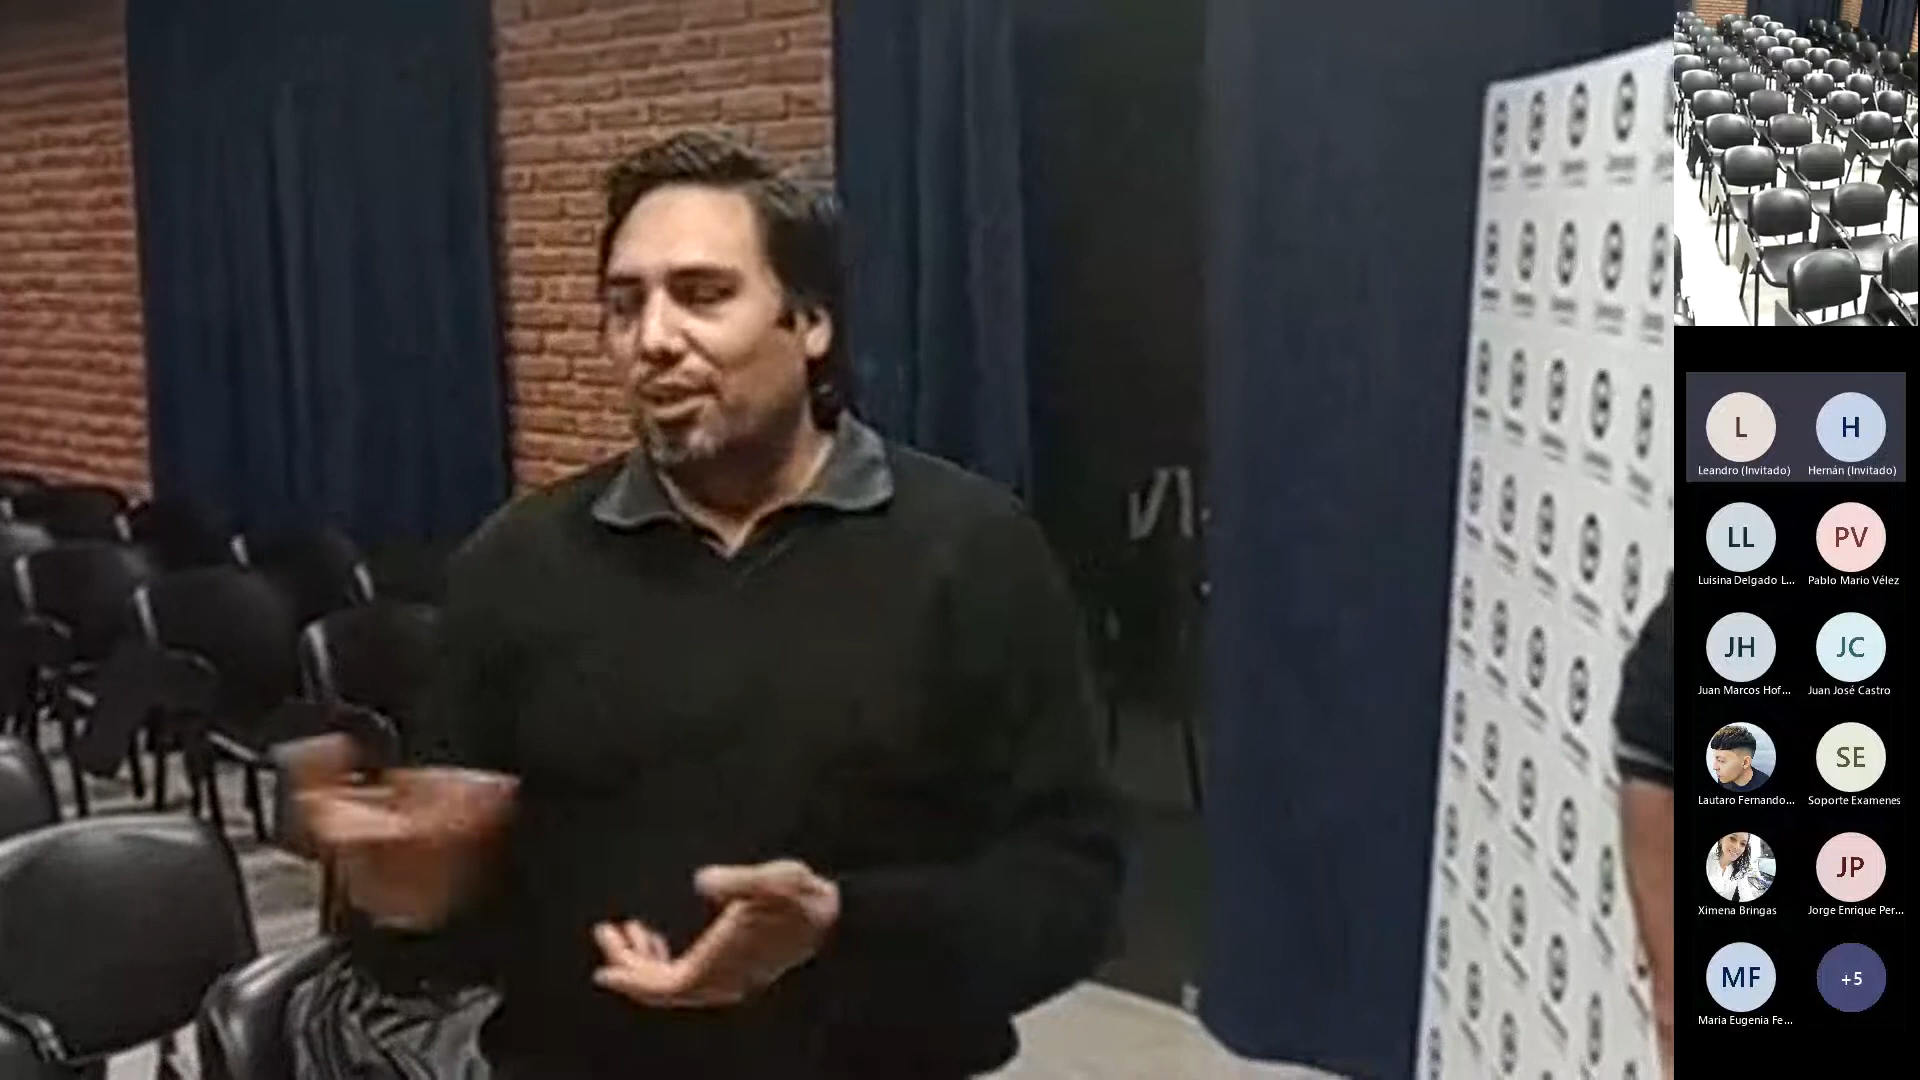 L
H
Leandro (Invitado)
Hernán (Invitado)
LL
PV
Luisina Delgado L...
Pablo Mario Vélez
JH
JC
Juan Marcos Hof...
Juan José Castro
SE
Lautaro Fernando...
Soporte Examenes
JP
Ximena Bringas
Jorge Enrique Per...
MF
+5
Maria Eugenia Fe...